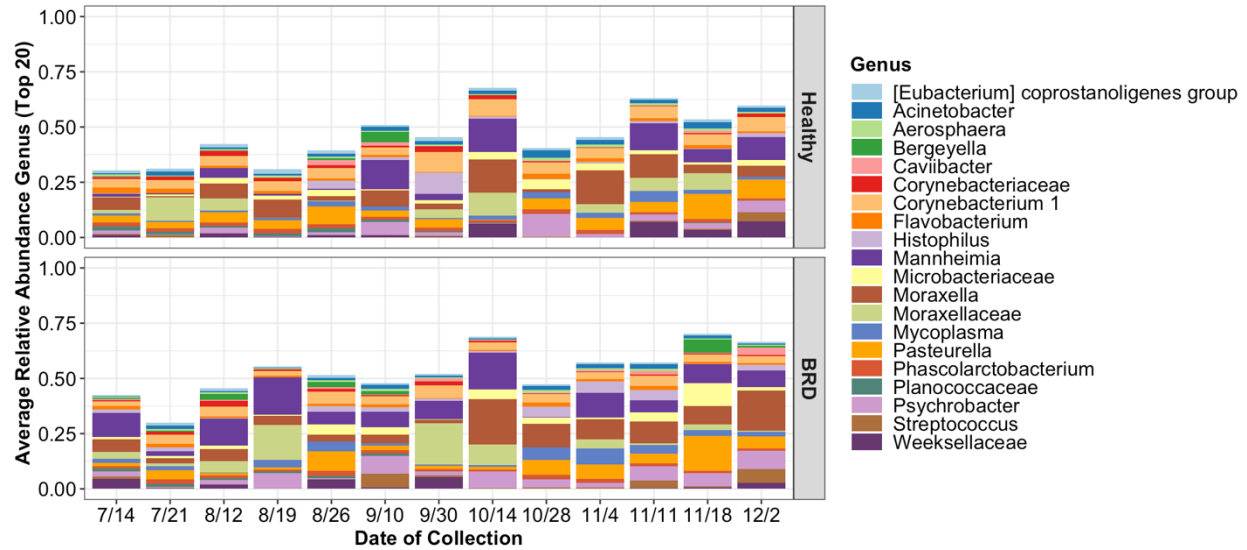 Average Relative Abundance Genus (Top 20)
1.00
0.75
0.50
0.25
0.00
Healthy
1.00
0.75
0.50
0.25
0.00
BRD
7/14 7/21 8/12 8/19 8/26 9/10 9/30 10/14 10/28 11/4 11/11 11/18 12/2
Date of Collection
Genus
[Eubacterium] coprostanoligenes group
Acinetobacter
Aerosphaera
Bergeyella
Caviibacter
Corynebacteriaceae
Corynebacterium 1
Flavobacterium
Histophilus
Mannheimia
Microbacteriaceae
Moraxella
Moraxellaceae
Mycoplasma
Pasteurella
Phascolarctobacterium
Planococcaceae
Psychrobacter
Streptococcus
Weeksellaceae